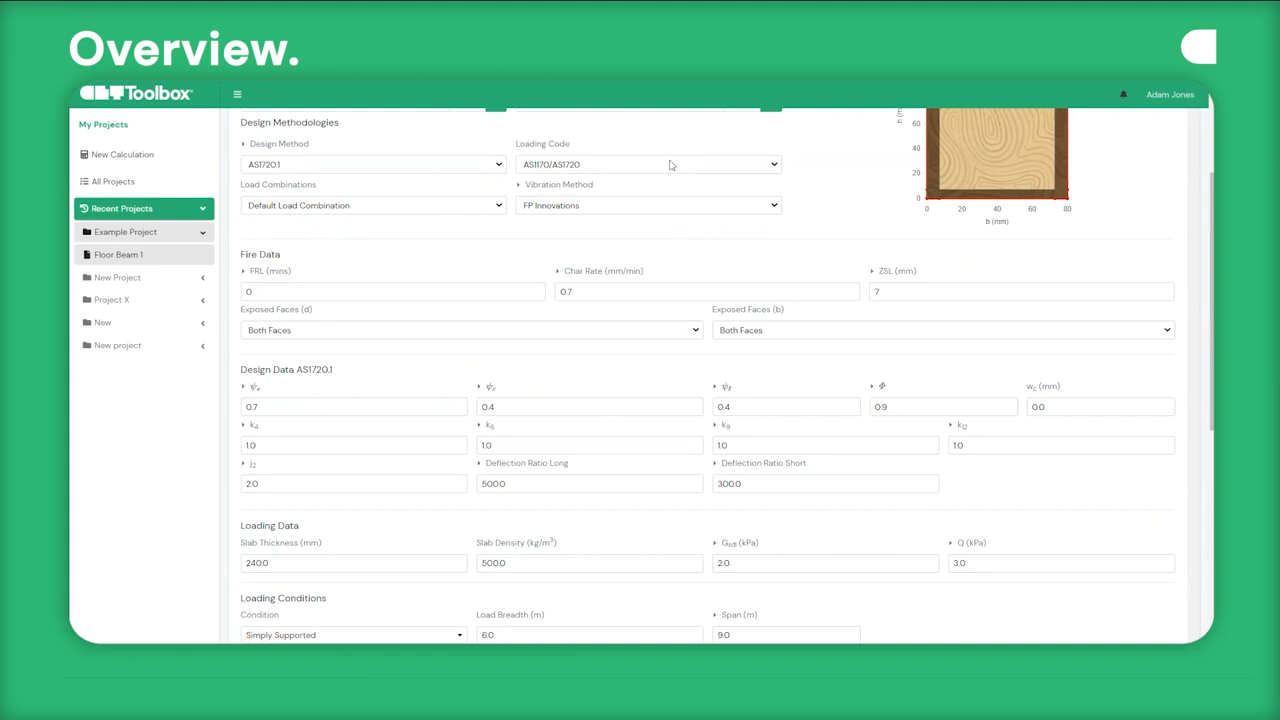 Overview.
CLT Toolbox
Adam Jones
My Projects
New Calculation
All Projects
Recent Projects
Example Project
Floor Beam 1
New Project
Project X
New
New project
Design Methodologies
Design Method
Loading Code
AS1720.1
AS1170/AS1720
Load Combinations
Vibration Method
Default Load Combination
FP Innovations
h (m
60
40
20
0
0 20 40 60 80
b (mm)
Fire Data
FRL (mins)
Char Rate (mm/min)
ZSL (mm)
0
0.7
7
Exposed Faces (d)
Exposed Faces (b)
Both Faces
Both Faces
Design Data AS1720.1
ψs
ψc
ψℓ
Φ
wc (mm)
0.7
0.4
0.4
0.9
0.0
k4
k6
k9
k12
1.0
1.0
1.0
1.0
j2
Deflection Ratio Long
Deflection Ratio Short
2.0
500.0
300.0
Loading Data
Slab Thickness (mm)
Slab Density (kg/m³)
Gsdl (kPa)
Q (kPa)
240.0
500.0
2.0
3.0
Loading Conditions
Condition
Load Breadth (m)
Span (m)
Simply Supported
6.0
9.0